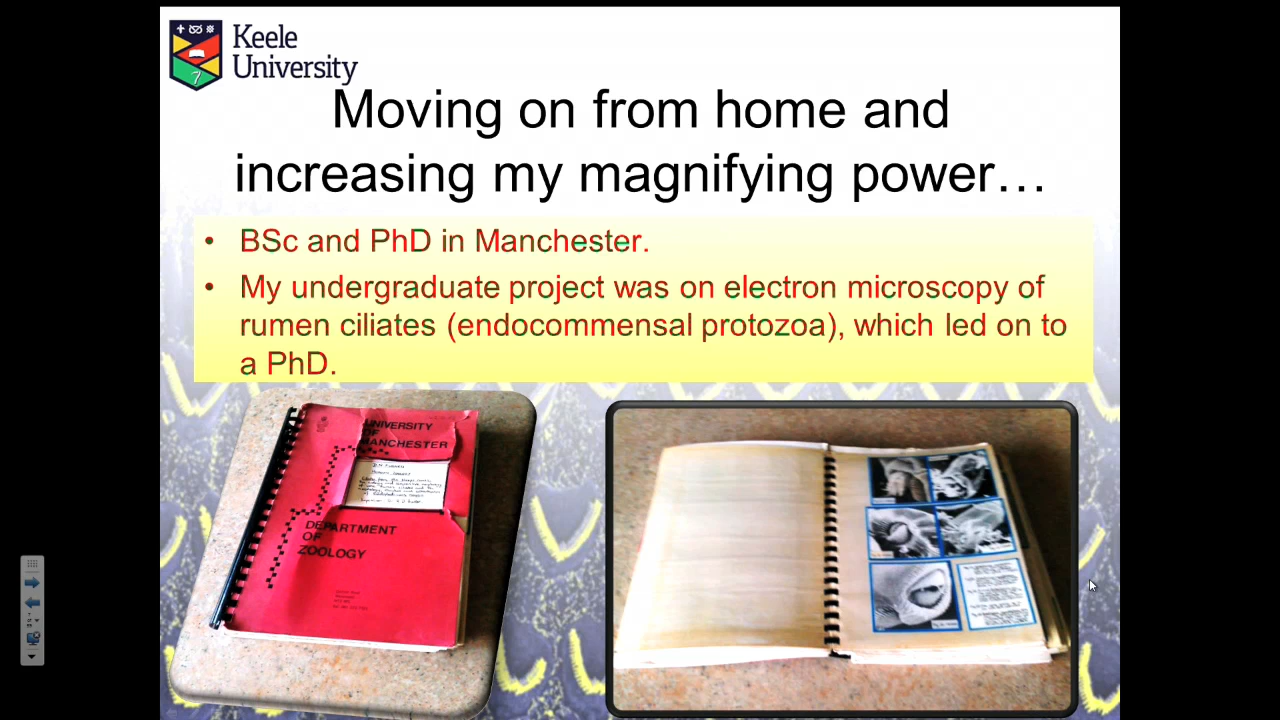 Keele
University
Moving on from home and
increasing my magnifying power…
• BSc and PhD in Manchester.
• My undergraduate project was on electron microscopy of
rumen ciliates (endocommensal protozoa), which led on to
a PhD.
UNIVERSITY
OF
MANCHESTER
DEPARTMENT
OF
ZOOLOGY